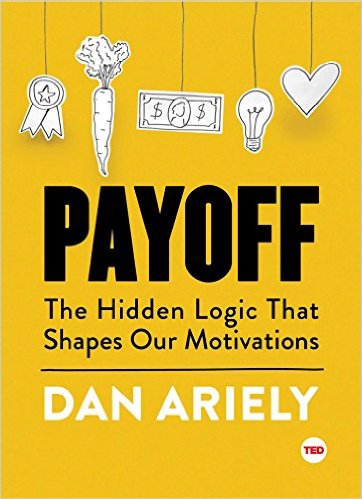 PAYOFF
The Hidden Logic That
Shapes Our Motivations
DAN ARIELY
TED